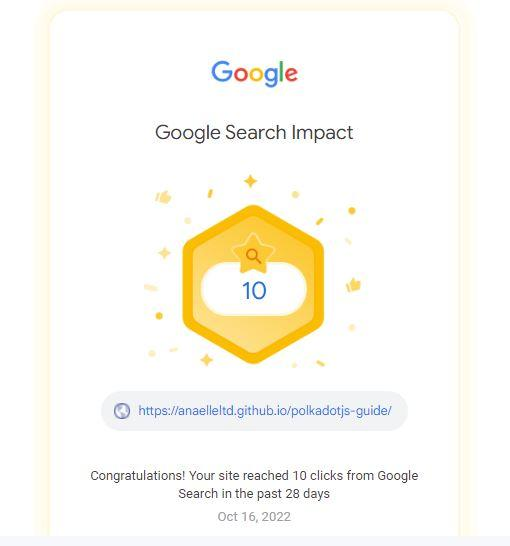 Google
Google Search Impact
10
https://anaelleltd.github.io/polkadotjs-guide/
Congratulations! Your site reached 10 clicks from Google
Search in the past 28 days
Oct 16, 2022